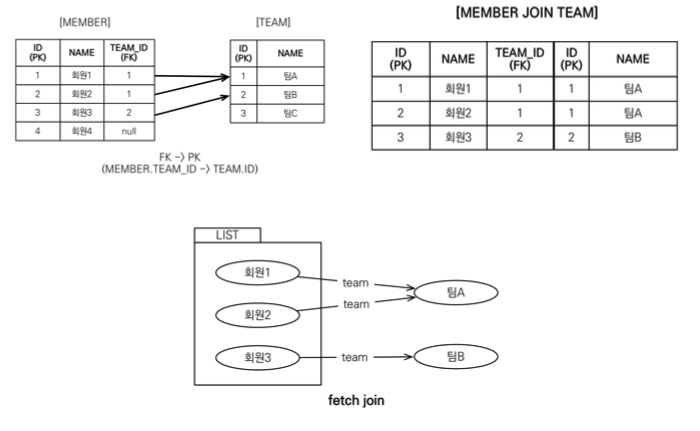 [MEMBER]
ID (PK) NAME TEAM_ID (FK)
1 회원1 1
2 회원2 1
3 회원3 2
4 회원4 null
[TEAM]
ID (PK) NAME
1 팀A
2 팀B
3 팀C
FK -> PK
(MEMBER.TEAM_ID -> TEAM.ID)
[MEMBER JOIN TEAM]
ID (PK) NAME TEAM_ID (FK) ID (PK) NAME
1 회원1 1 1 팀A
2 회원2 1 1 팀A
3 회원3 2 2 팀B
LIST
회원1 team 팀A
회원2 team
회원3 team 팀B
fetch join